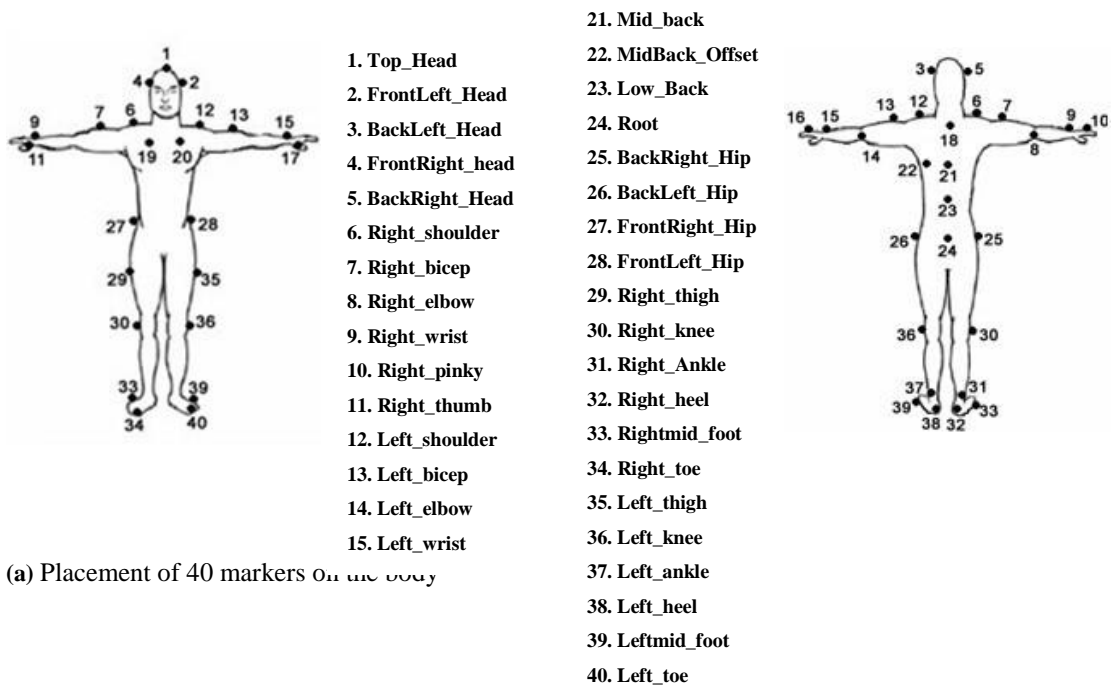 1. Top_Head
2. FrontLeft_Head
3. BackLeft_Head
4. FrontRight_head
5. BackRight_Head
6. Right_shoulder
7. Right_bicep
8. Right_elbow
9. Right_wrist
10. Right_pinky
11. Right_thumb
12. Left_shoulder
13. Left_bicep
14. Left_elbow
15. Left_wrist
21. Mid_back
22. MidBack_Offset
23. Low_Back
24. Root
25. BackRight_Hip
26. BackLeft_Hip
27. FrontRight_Hip
28. FrontLeft_Hip
29. Right_thigh
30. Right_knee
31. Right_Ankle
32. Right_heel
33. Rightmid_foot
34. Right_toe
35. Left_thigh
36. Left_knee
37. Left_ankle
38. Left_heel
39. Leftmid_foot
40. Left_toe
1
4 2
9 7 6 12 13 15
11 19 20 17
27 28
29 35
30 36
33 39
34 40
3 5
16 15 13 12 6 7 9 10
14 18 8
22 21
23
26 24 25
36 30
37 31
39 38 32 33
(a) Placement of 40 markers on the body